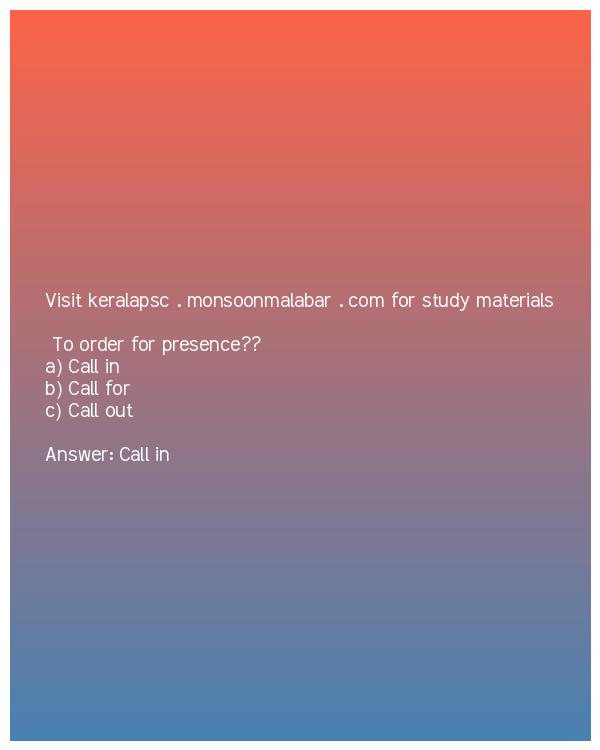 Visit keralapsc . monsoonmalabar . com for study materials
To order for presence??
a) Call in
b) Call for
c) Call out
Answer: Call in